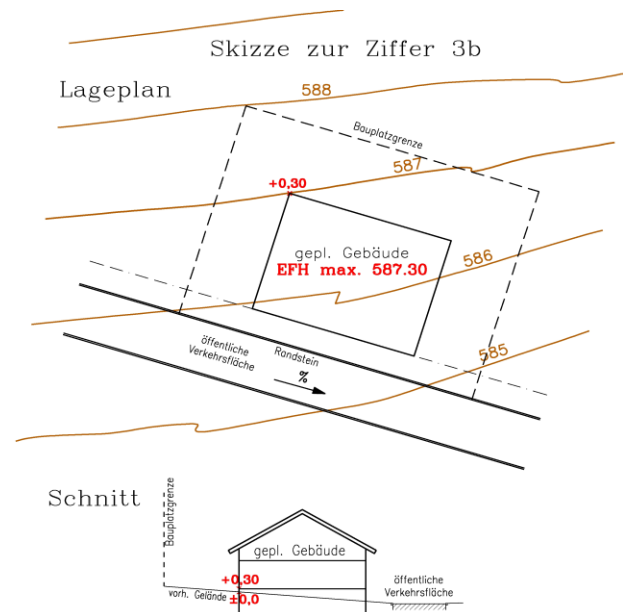 Skizze zur Ziffer 3b
Lageplan
588
Bauplatzgrenze
587
+0,30
gepl. Gebäude
EFH max. 587.30
586
öffentliche
Verkehrsfläche
Randstein
%
585
Schnitt
Bauplatzgrenze
gepl. Gebäude
+0,30
vorh. Gelände
±0,0
öffentliche
Verkehrsfläche